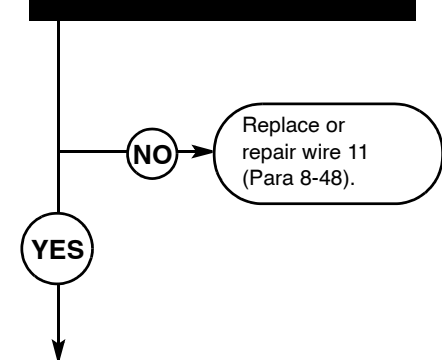 NO
Replace or
repair wire 11
(Para 8-48).
YES